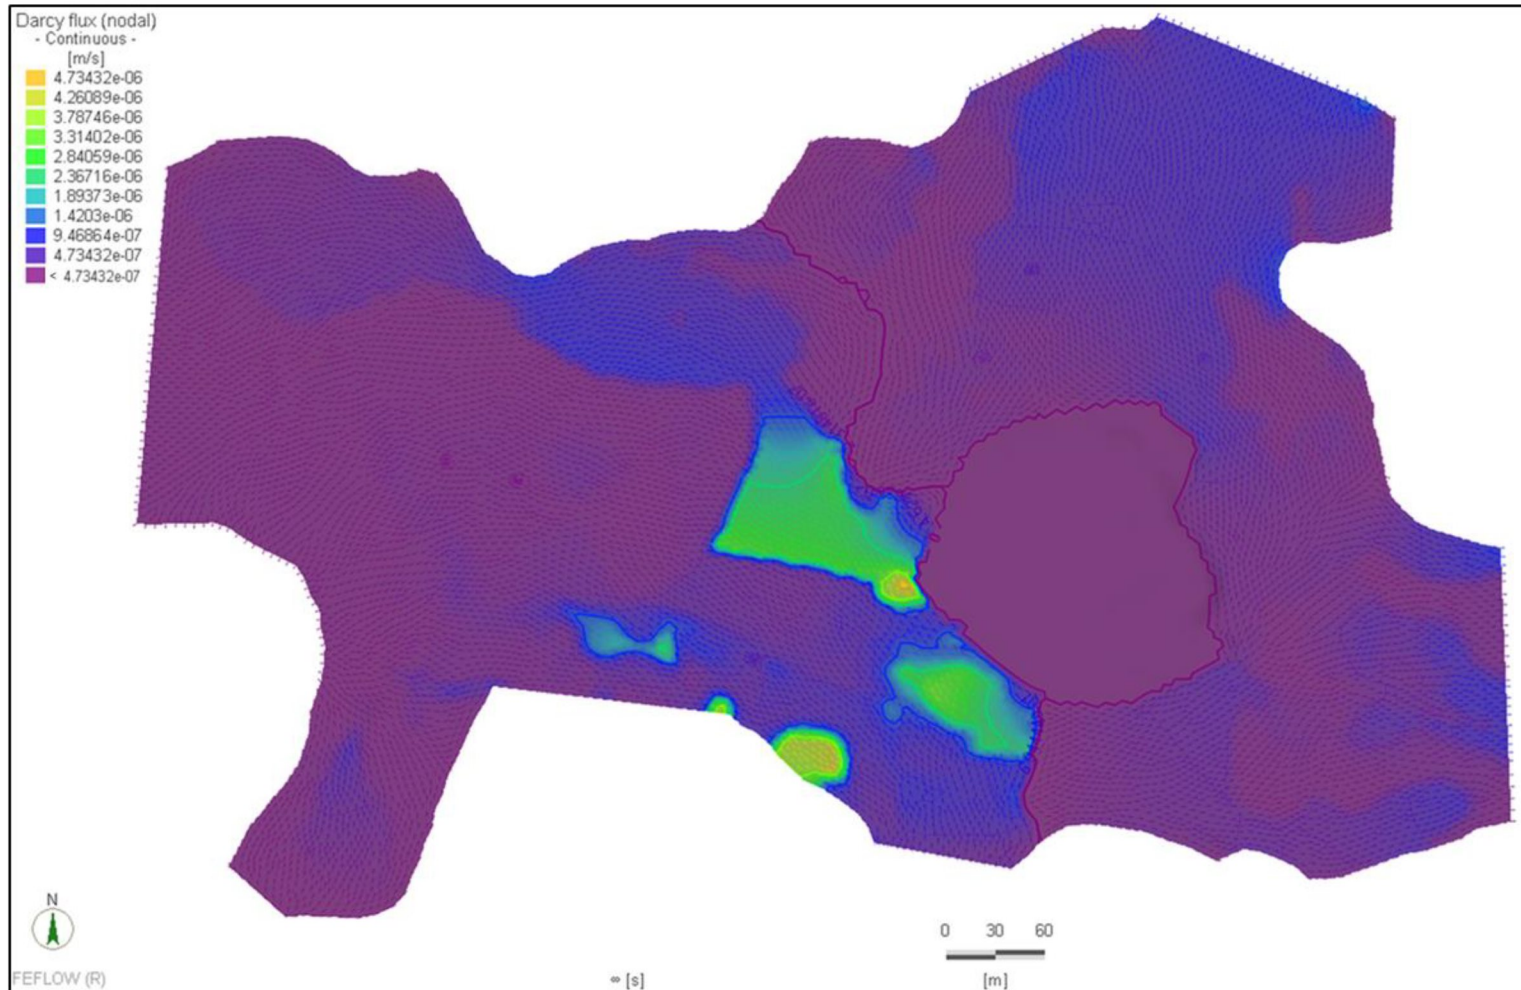 Darcy flux (nodal)
- Continuous -
[m/s]
4.73432e-06
4.26089e-06
3.78746e-06
3.31402e-06
2.84059e-06
2.36716e-06
1.89373e-06
1.4203e-06
9.46864e-07
4.73432e-07
< 4.73432e-07
N
0 30 60
FEFLOW (R)
∞ [s]
[m]